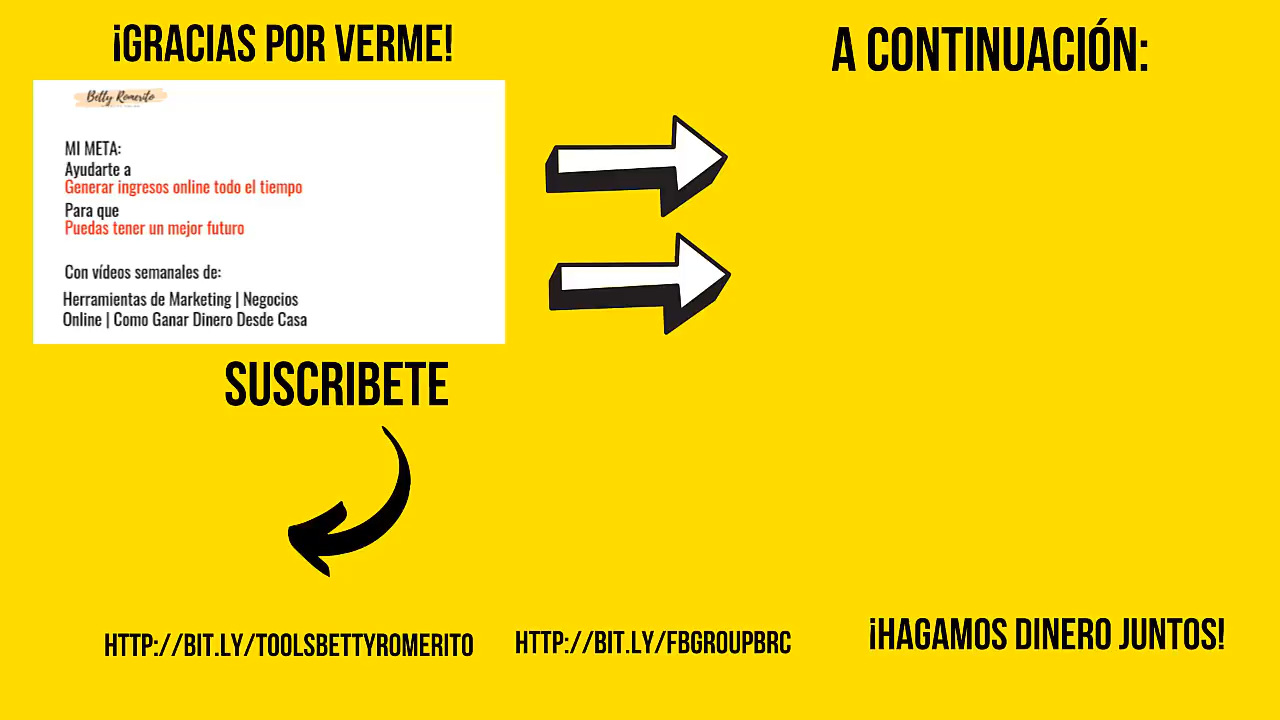 ¡GRACIAS POR VERME!
A CONTINUACIÓN:
Betty Romerito
MI META:
Ayudarte a
Generar ingresos online todo el tiempo
Para que
Puedas tener un mejor futuro
Con vídeos semanales de:
Herramientas de Marketing | Negocios
Online | Como Ganar Dinero Desde Casa
SUSCRIBETE
HTTP://BIT.LY/TOOLSBETTYROMERITO
HTTP://BIT.LY/FBGROUPBRC
¡HAGAMOS DINERO JUNTOS!